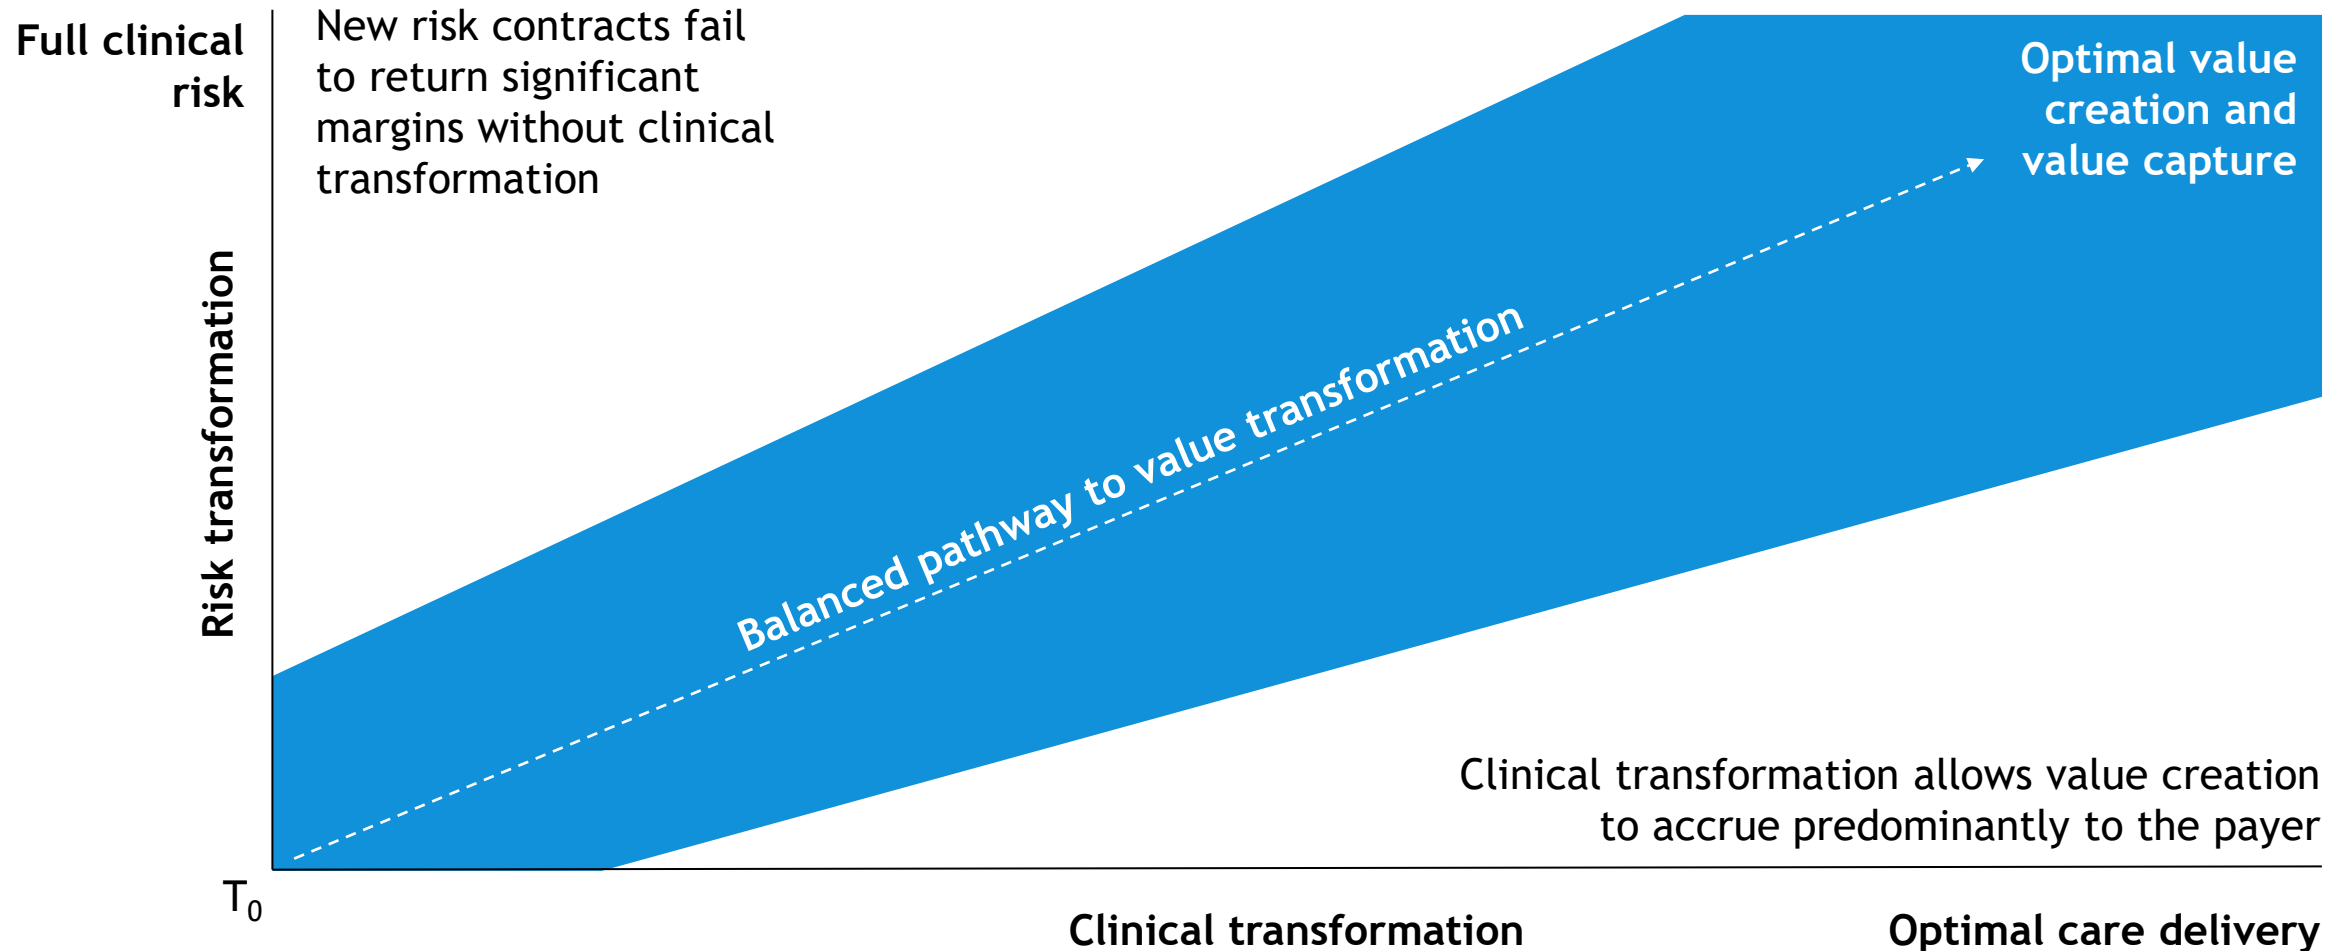 Full clinical
risk
New risk contracts fail
to return significant
margins without clinical
transformation
Optimal value
creation and
value capture
Risk transformation
Balanced pathway to value transformation
Clinical transformation allows value creation
to accrue predominantly to the payer
T0
Clinical transformation
Optimal care delivery